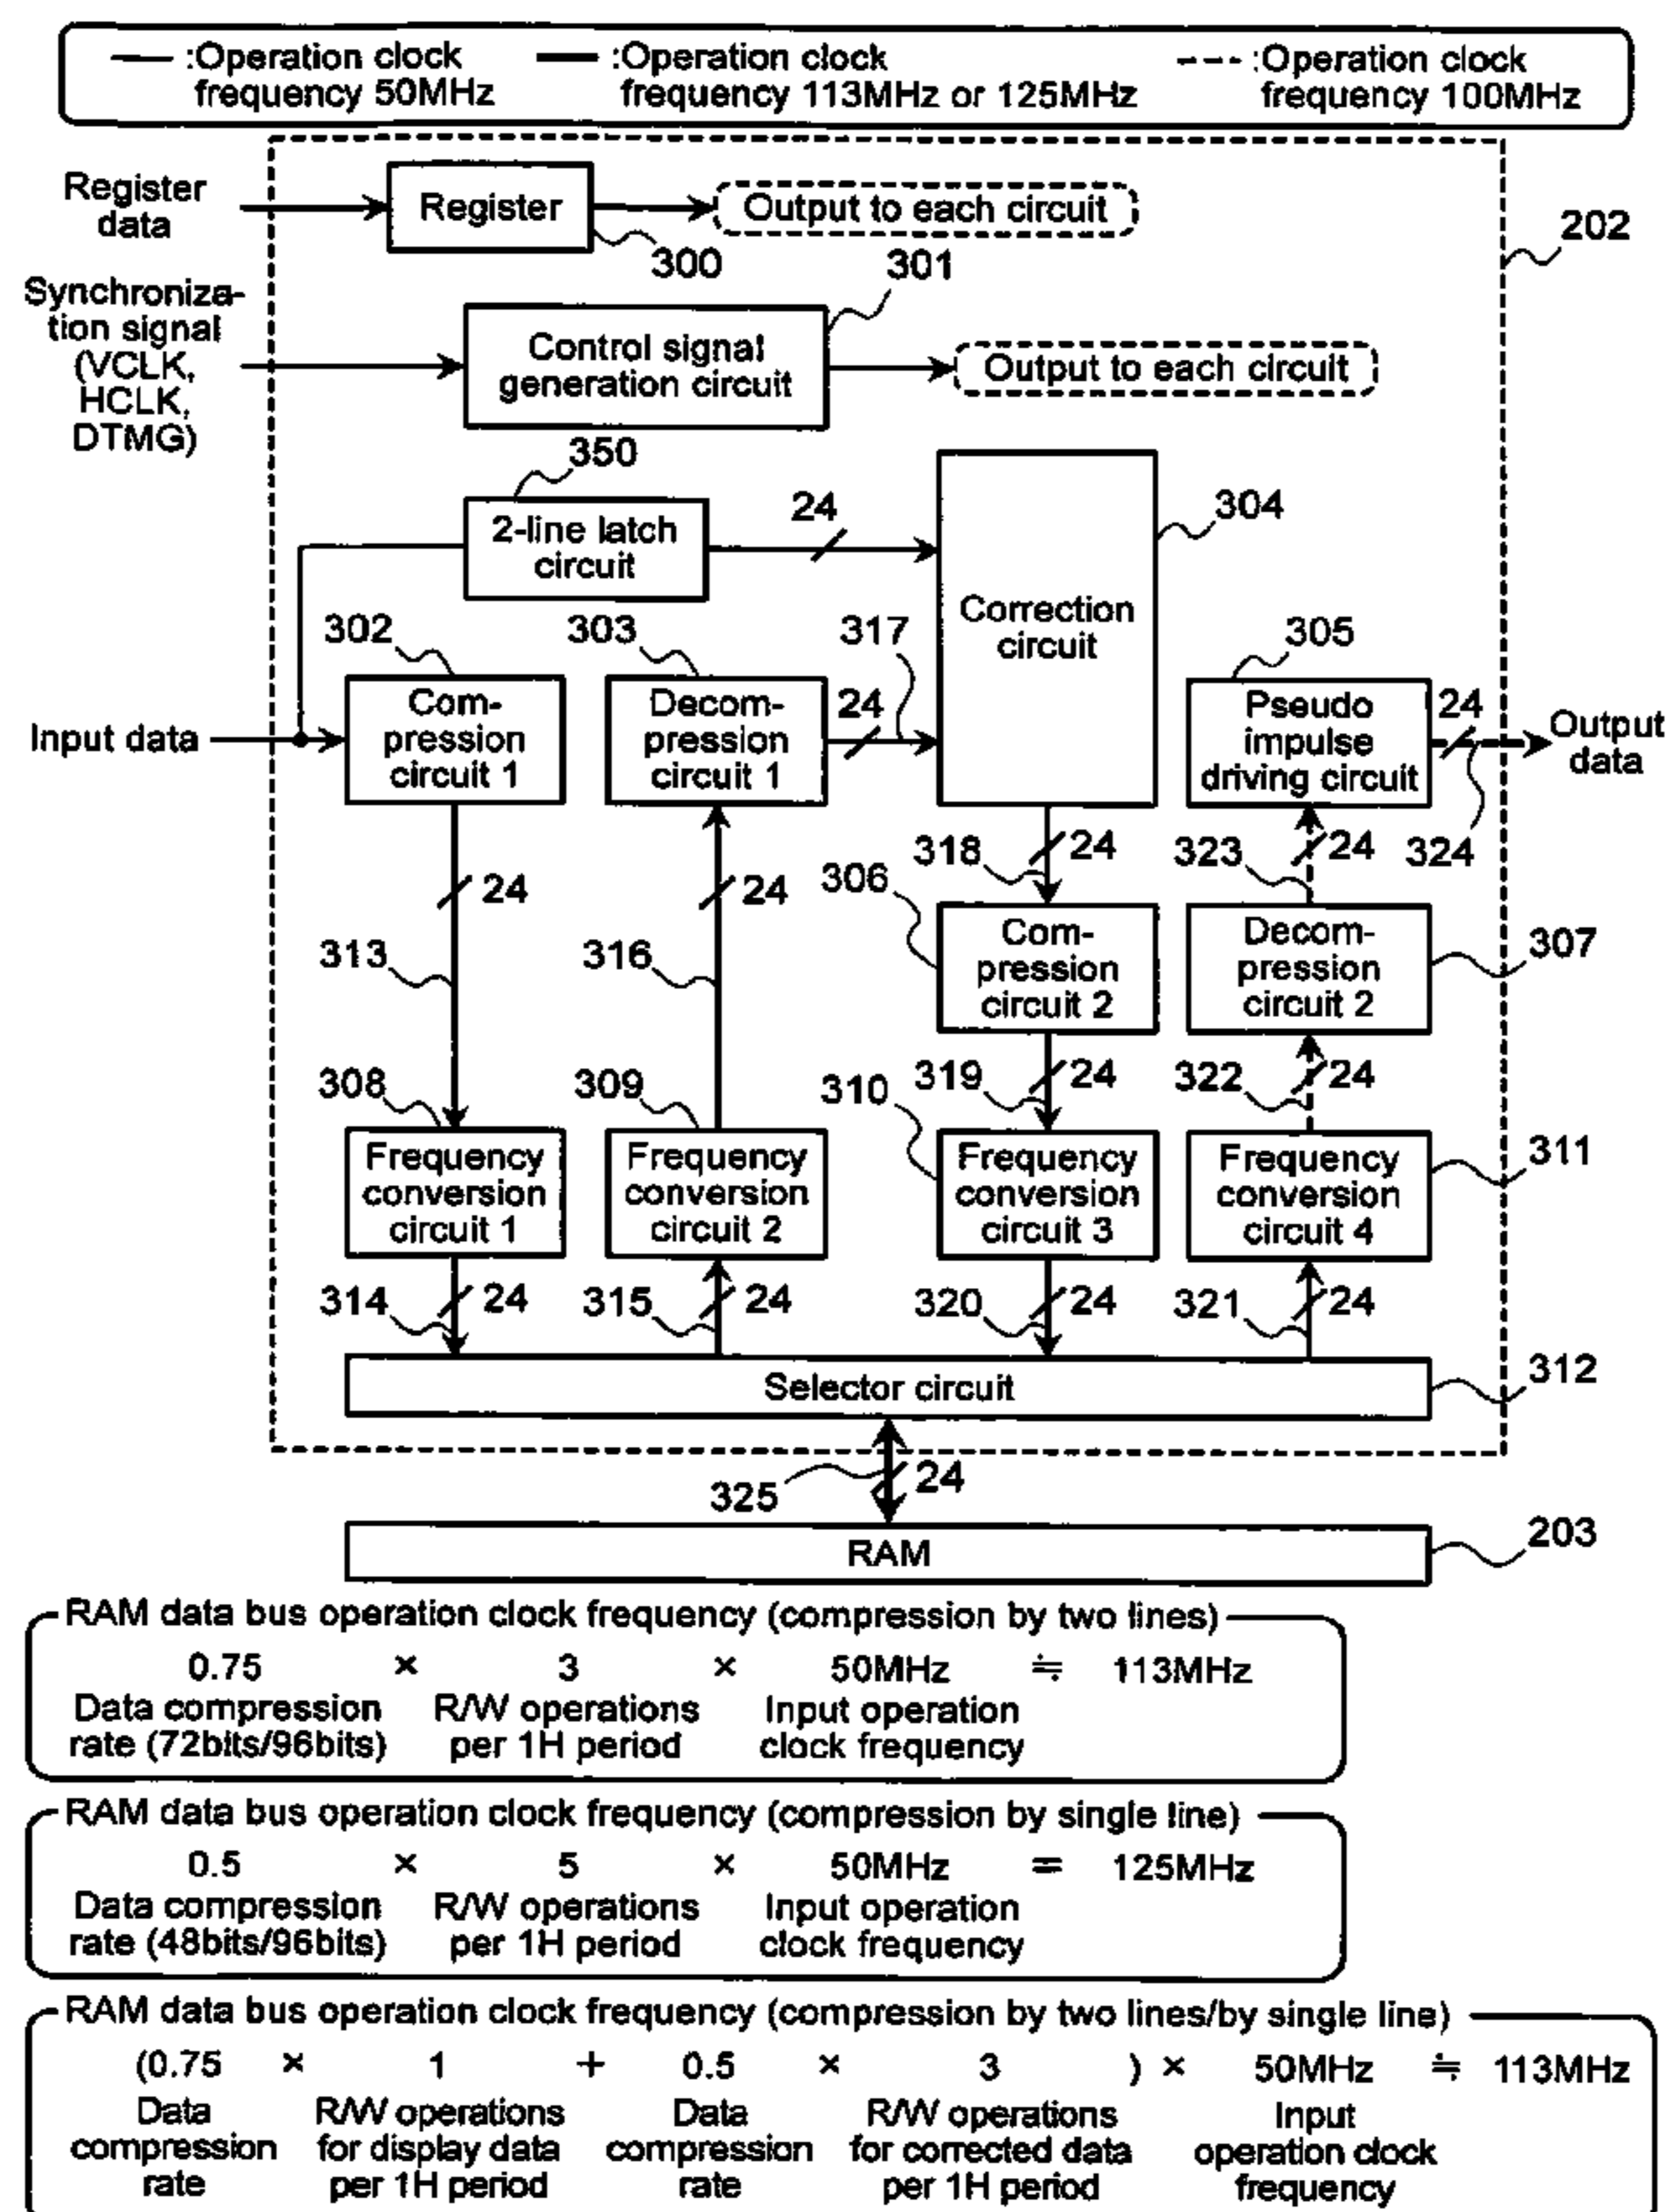 :Operation clock
frequency 50MHz
:Operation clock
frequency 113MHz or 125MHz
:Operation clock
frequency 100MHz
Register
data
Register
Output to each circuit
202
300
301
Synchroniza-
tion signal
(VCLK,
HCLK,
DTMG)
Control signal
generation circuit
Output to each circuit
350
2-line latch
circuit
24
304
Correction
circuit
302
303
317
305
Input data
Com-
pression
circuit 1
Decom-
pression
circuit 1
24
Pseudo
impulse
driving circuit
24
Output
data
24
24
318
24
323
24
324
306
313
316
Com-
pression
circuit 2
Decom-
pression
circuit 2
307
308
309
310
319
24
322
24
Frequency
conversion
circuit 1
Frequency
conversion
circuit 2
Frequency
conversion
circuit 3
Frequency
conversion
circuit 4
311
314
24
315
24
320
24
321
24
Selector circuit
312
325
24
RAM
203
RAM data bus operation clock frequency (compression by two lines)
0.75 × 3 × 50MHz ≒ 113MHz
Data compression R/W operations Input operation
rate (72bits/96bits) per 1H period clock frequency
RAM data bus operation clock frequency (compression by single line)
0.5 × 5 × 50MHz = 125MHz
Data compression R/W operations Input operation
rate (48bits/96bits) per 1H period clock frequency
RAM data bus operation clock frequency (compression by two lines/by single line)
(0.75 × 1 + 0.5 × 3 ) × 50MHz ≒ 113MHz
Data R/W operations Data R/W operations Input
compression for display data compression for corrected data operation clock
rate per 1H period rate per 1H period frequency